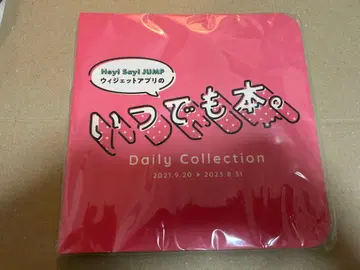 Hey! Say! JUMP
ウィジェットアプリの
いつでも本。
Daily Collection
2021.9.20 ▶ 2023.8.31